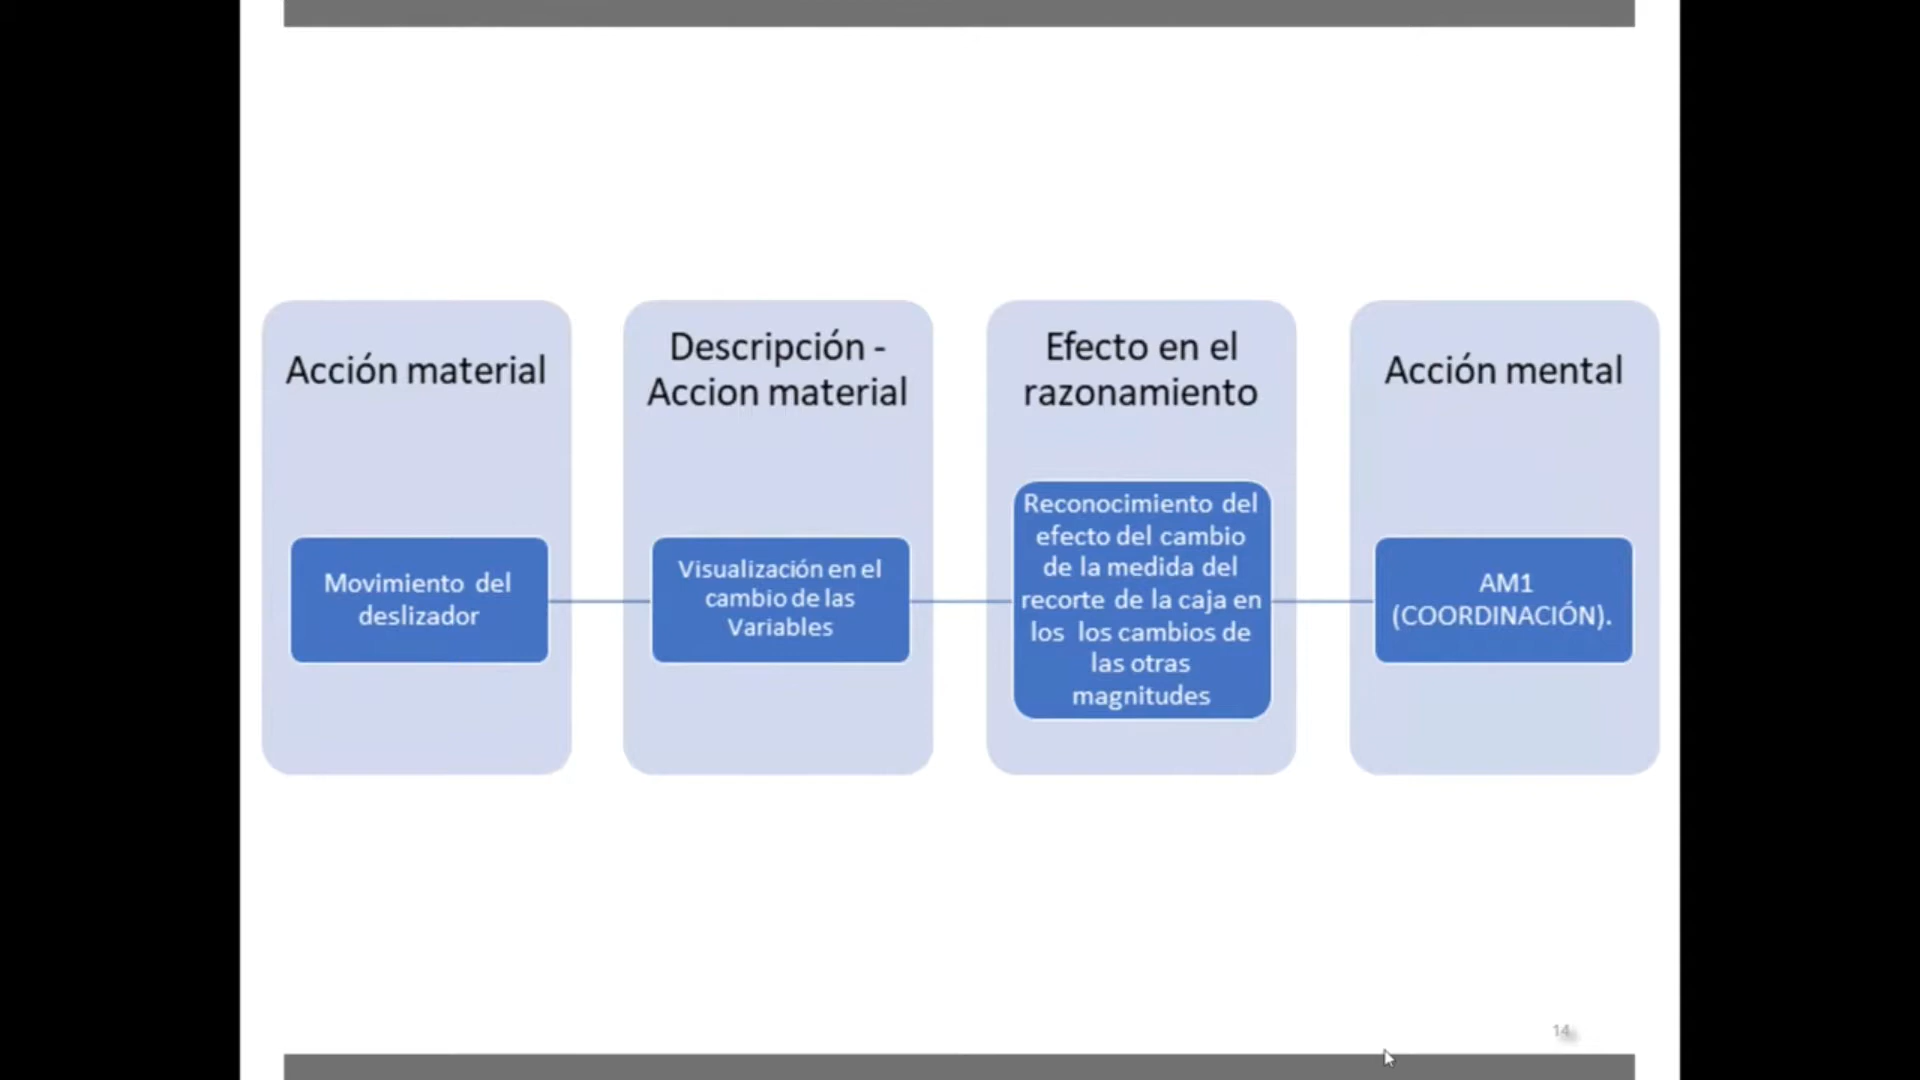 Acción material
Movimiento del
deslizador
Descripción -
Accion material
Visualización en el
cambio de las
Variables
Efecto en el
razonamiento
Reconocimiento del
efecto del cambio
de la medida del
recorte de la caja en
los los cambios de
las otras
magnitudes
Acción mental
AM1
(COORDINACIÓN).
14